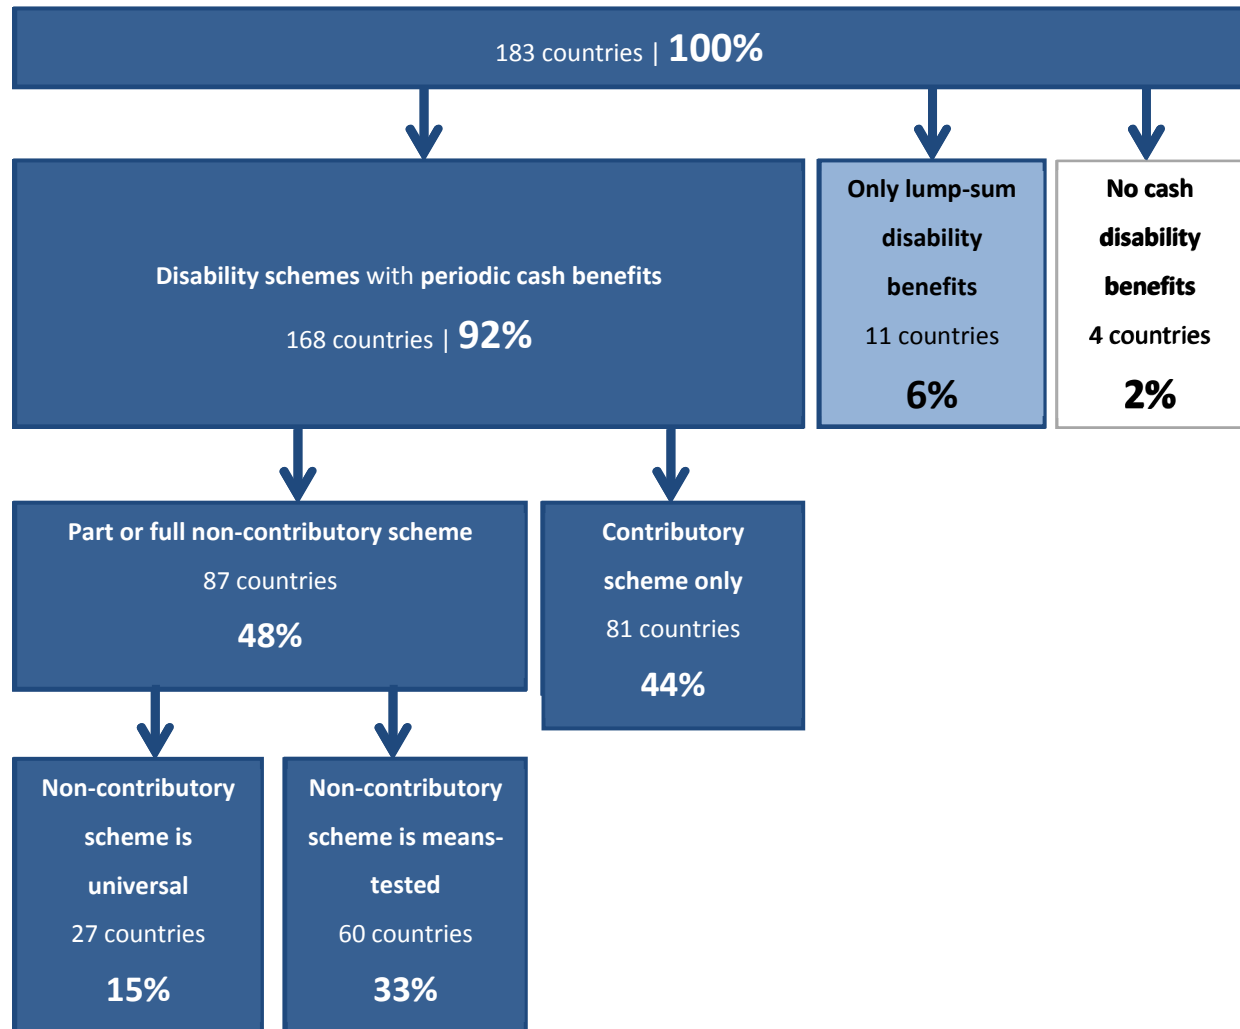 183 countries | 100%
Disability schemes with periodic cash benefits
168 countries | 92%
Only lump-sum
disability
benefits
11 countries
6%
No cash
disability
benefits
4 countries
2%
Part or full non-contributory scheme
87 countries
48%
Contributory
scheme only
81 countries
44%
Non-contributory
scheme is
universal
27 countries
15%
Non-contributory
scheme is means-
tested
60 countries
33%